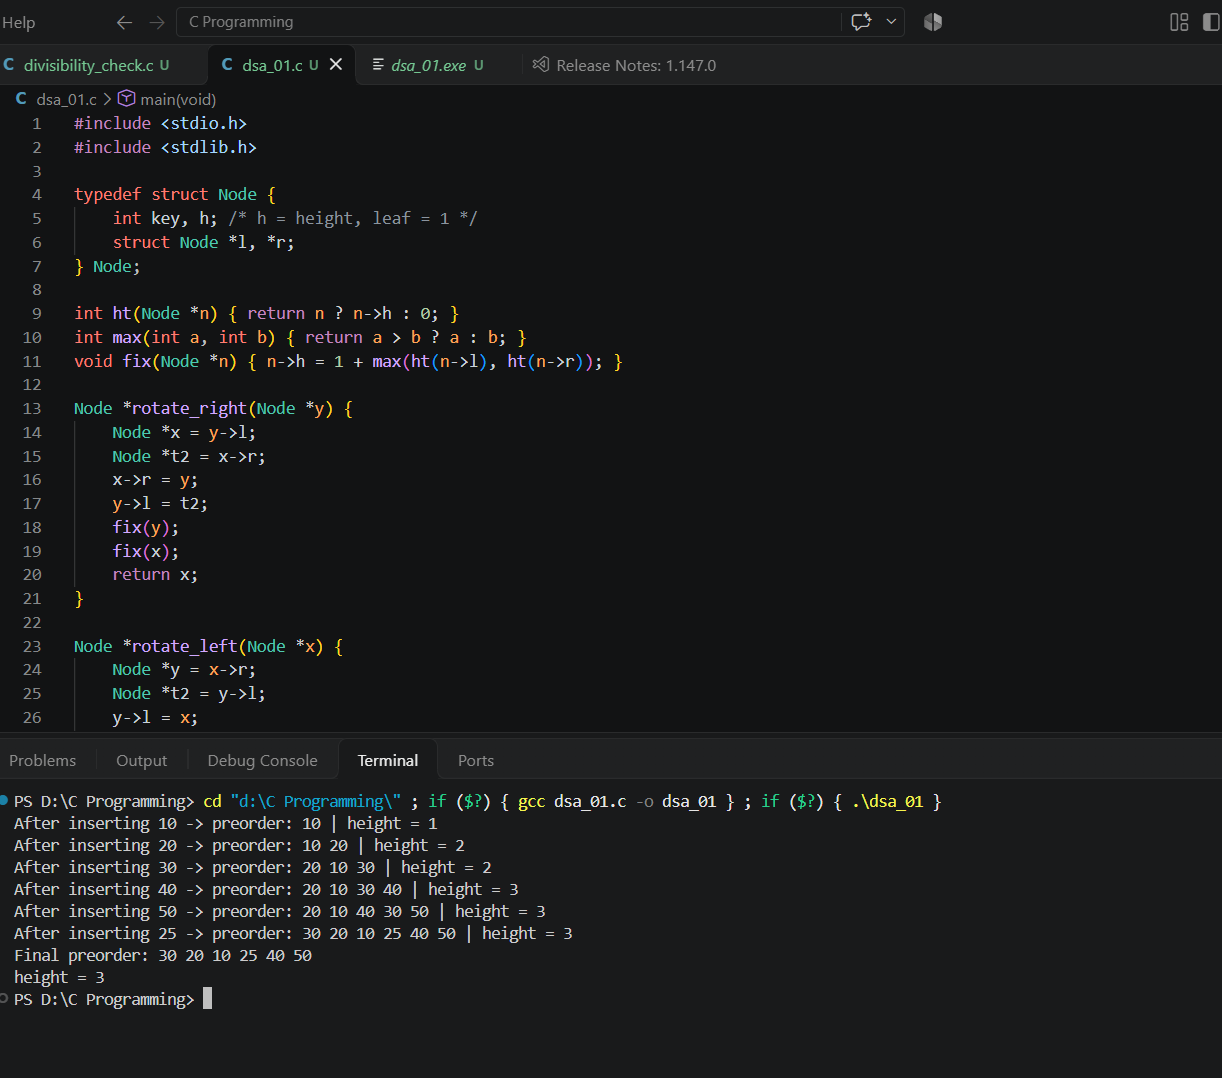 Help
C Programming
C divisibility_check.c U
C dsa_01.c U
dsa_01.exe U
Release Notes: 1.147.0
C dsa_01.c > main(void)
1 #include <stdio.h>
2 #include <stdlib.h>
3
4 typedef struct Node {
5     int key, h; /* h = height, leaf = 1 */
6     struct Node *l, *r;
7 } Node;
8
9 int ht(Node *n) { return n ? n->h : 0; }
10 int max(int a, int b) { return a > b ? a : b; }
11 void fix(Node *n) { n->h = 1 + max(ht(n->l), ht(n->r)); }
12
13 Node *rotate_right(Node *y) {
14     Node *x = y->l;
15     Node *t2 = x->r;
16     x->r = y;
17     y->l = t2;
18     fix(y);
19     fix(x);
20     return x;
21 }
22
23 Node *rotate_left(Node *x) {
24     Node *y = x->r;
25     Node *t2 = y->l;
26     y->l = x;
Problems Output Debug Console Terminal Ports
PS D:\C Programming> cd "d:\C Programming\" ; if ($?) { gcc dsa_01.c -o dsa_01 } ; if ($?) { .\dsa_01 }
After inserting 10 -> preorder: 10 | height = 1
After inserting 20 -> preorder: 10 20 | height = 2
After inserting 30 -> preorder: 20 10 30 | height = 2
After inserting 40 -> preorder: 20 10 30 40 | height = 3
After inserting 50 -> preorder: 20 10 40 30 50 | height = 3
After inserting 25 -> preorder: 30 20 10 25 40 50 | height = 3
Final preorder: 30 20 10 25 40 50
height = 3
PS D:\C Programming>